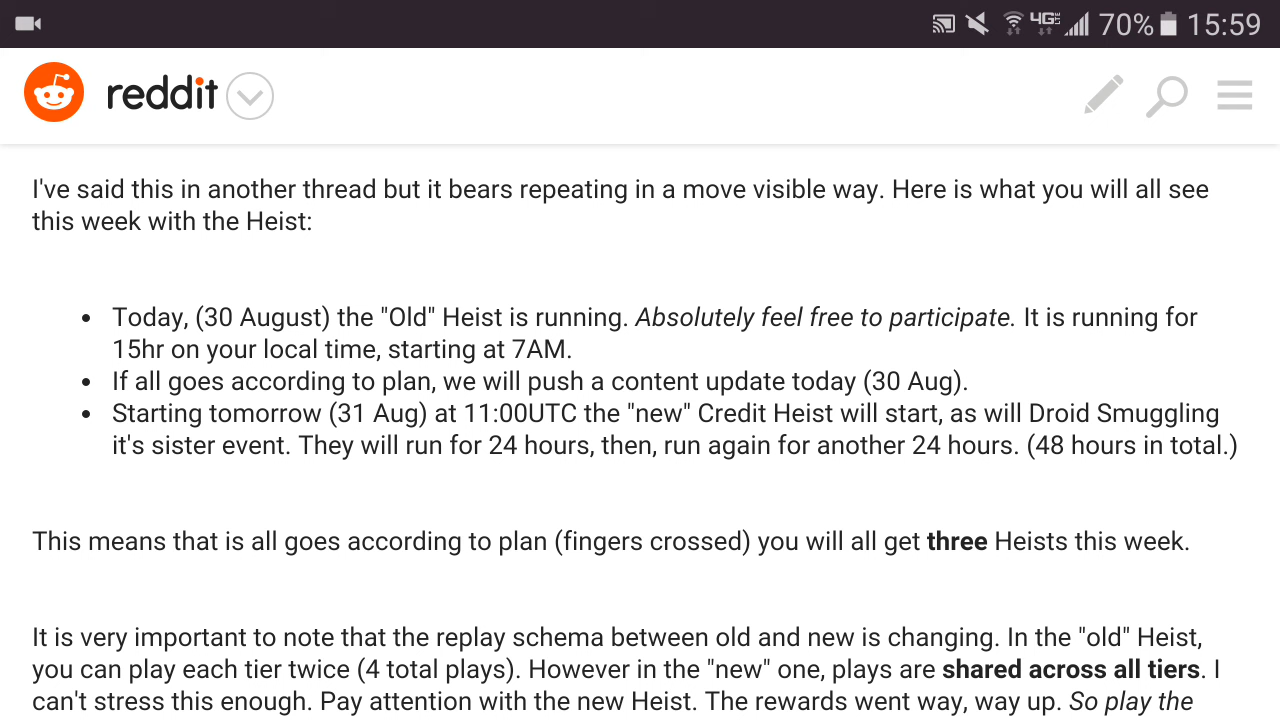 4G LTE 70% 15:59
reddit
I've said this in another thread but it bears repeating in a move visible way. Here is what you will all see
this week with the Heist:
• Today, (30 August) the "Old" Heist is running. Absolutely feel free to participate. It is running for
15hr on your local time, starting at 7AM.
• If all goes according to plan, we will push a content update today (30 Aug).
• Starting tomorrow (31 Aug) at 11:00UTC the "new" Credit Heist will start, as will Droid Smuggling
it's sister event. They will run for 24 hours, then, run again for another 24 hours. (48 hours in total.)
This means that is all goes according to plan (fingers crossed) you will all get three Heists this week.
It is very important to note that the replay schema between old and new is changing. In the "old" Heist,
you can play each tier twice (4 total plays). However in the "new" one, plays are shared across all tiers. I
can't stress this enough. Pay attention with the new Heist. The rewards went way, way up. So play the